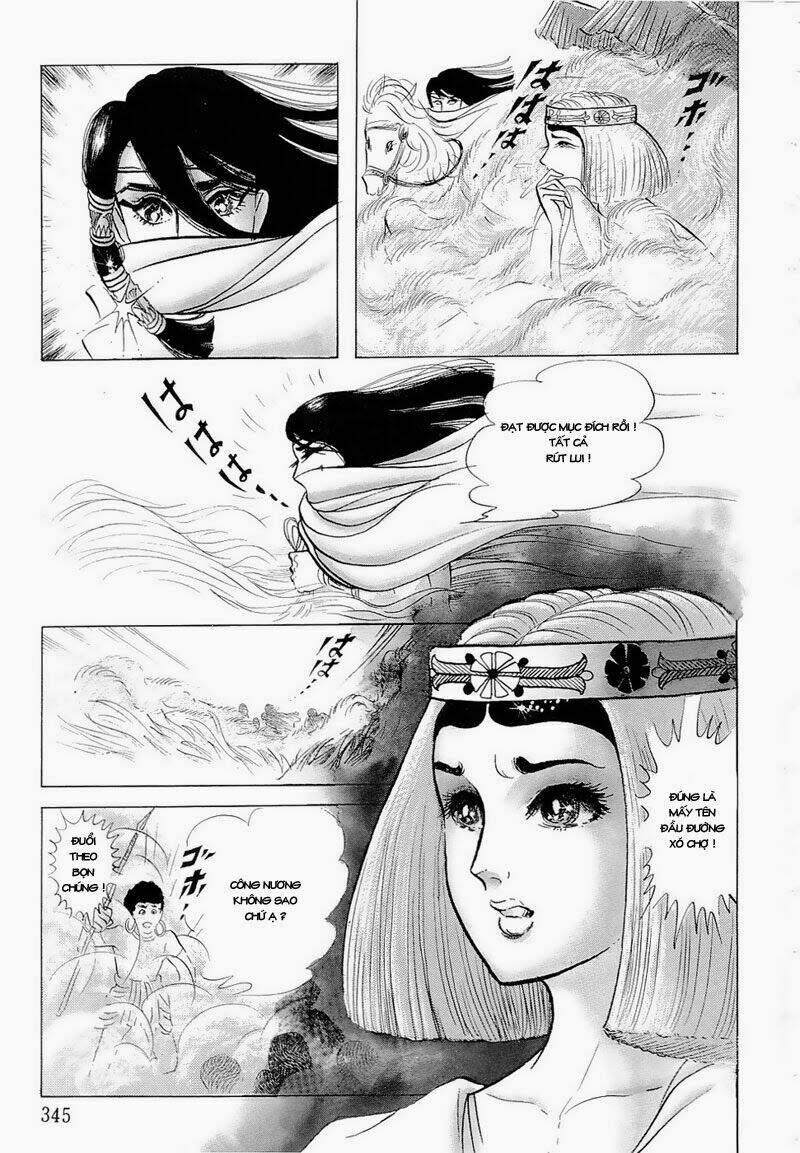 ゴホ…
ははは…
ははは…
ĐẠT ĐƯỢC MỤC ĐÍCH RỒI !
TẤT CẢ
RÚT LUI !
はは…
ĐÚNG LÀ
MẤY TÊN
ĐẦU ĐƯỜNG
XÓ CHỢ !
ĐUỔI
THEO
BỌN
CHÚNG !
ゴホ…
CÔNG NƯƠNG
KHÔNG SAO
CHỨ Ạ ?
345